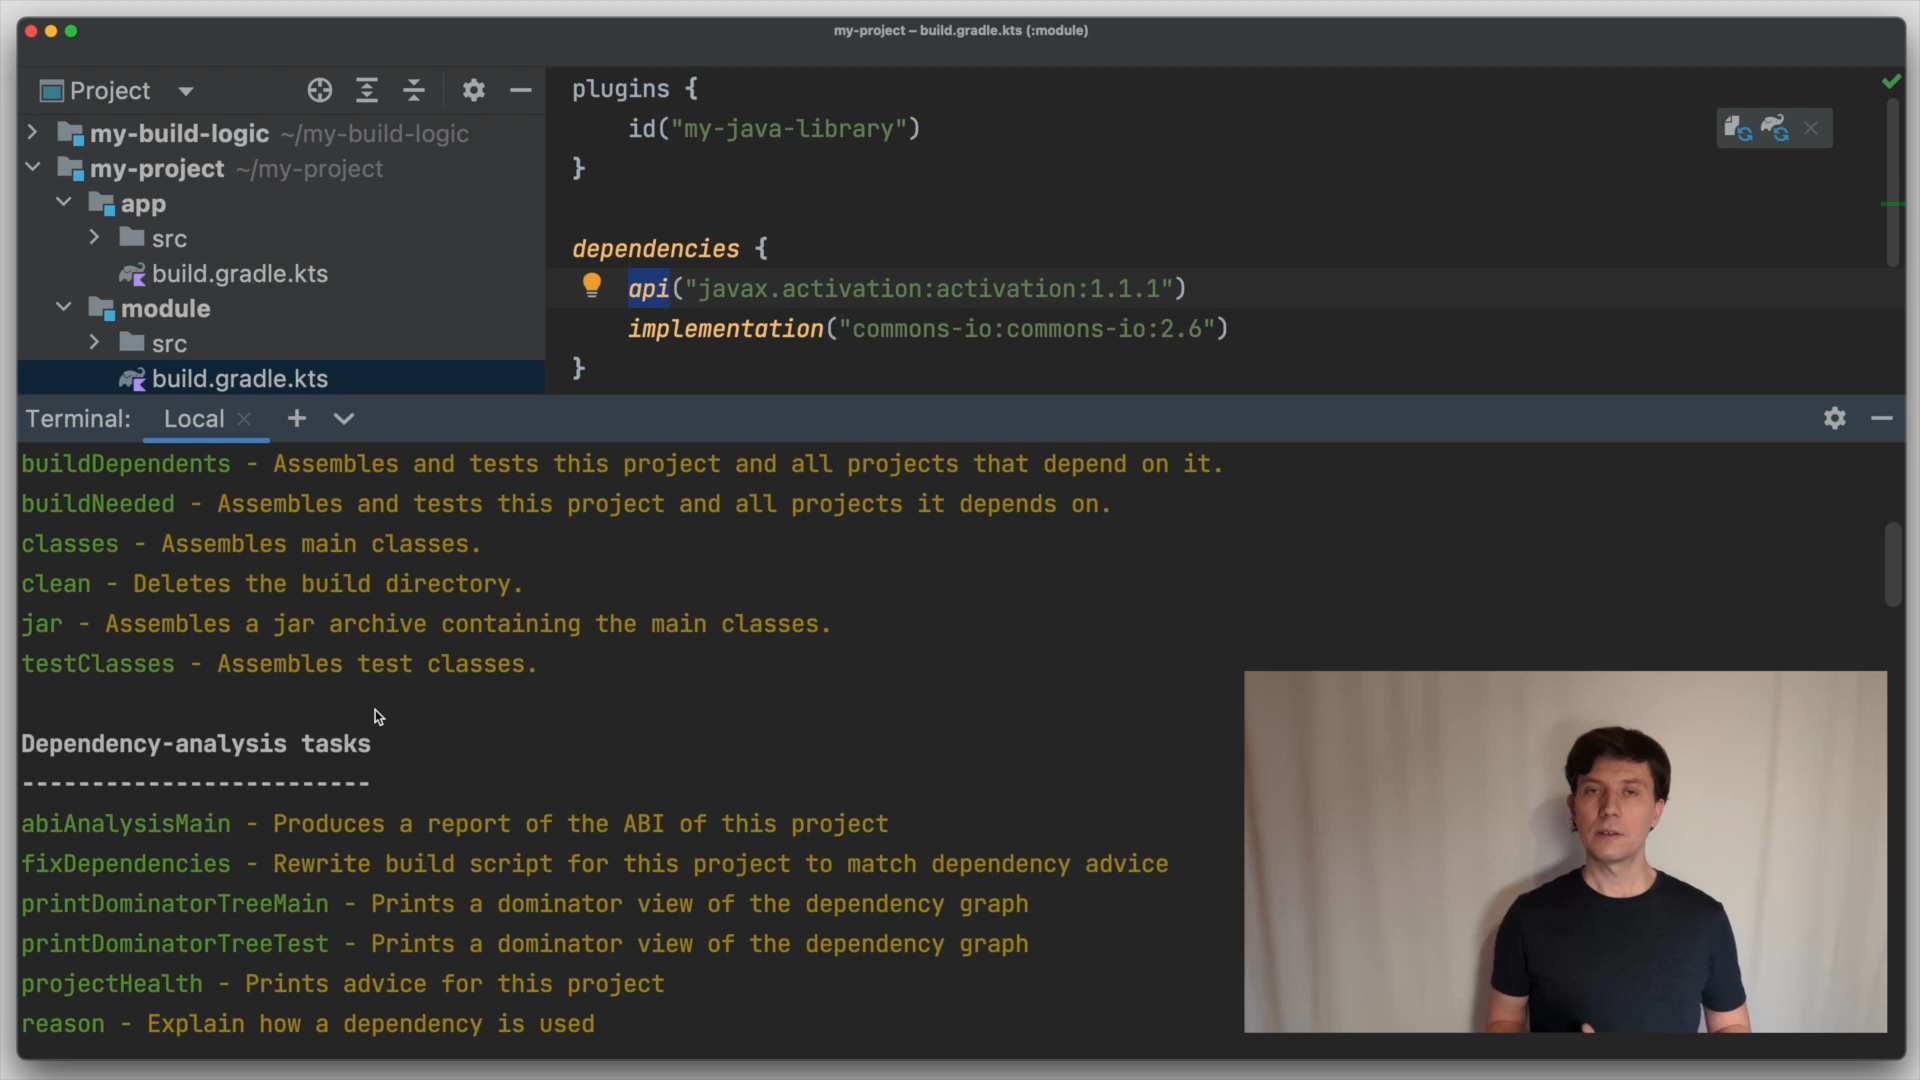 my-project – build.gradle.kts (:module)
Project
my-build-logic ~/my-build-logic
my-project ~/my-project
app
src
build.gradle.kts
module
src
build.gradle.kts
plugins {
id("my-java-library")
}
dependencies {
api("javax.activation:activation:1.1.1")
implementation("commons-io:commons-io:2.6")
}
Terminal: Local
buildDependents - Assembles and tests this project and all projects that depend on it.
buildNeeded - Assembles and tests this project and all projects it depends on.
classes - Assembles main classes.
clean - Deletes the build directory.
jar - Assembles a jar archive containing the main classes.
testClasses - Assembles test classes.
Dependency-analysis tasks
-------------------------
abiAnalysisMain - Produces a report of the ABI of this project
fixDependencies - Rewrite build script for this project to match dependency advice
printDominatorTreeMain - Prints a dominator view of the dependency graph
printDominatorTreeTest - Prints a dominator view of the dependency graph
projectHealth - Prints advice for this project
reason - Explain how a dependency is used